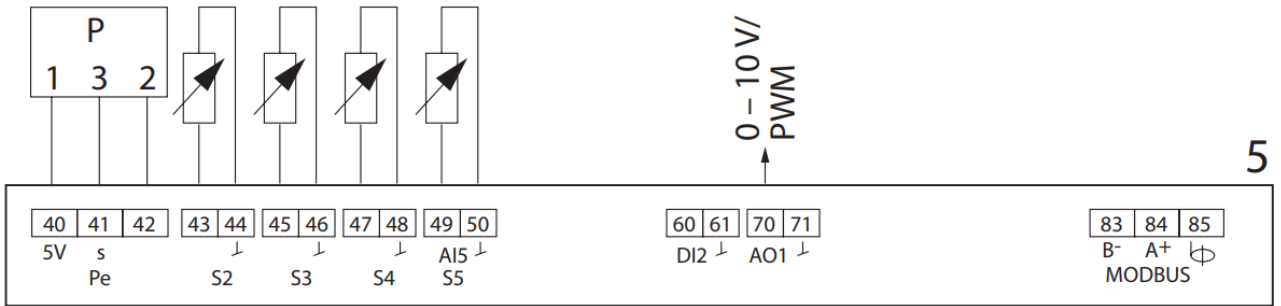 P
1 3 2
0 – 10 V/
PWM
5
40 41 42 43 44 45 46 47 48 49 50 60 61 70 71 83 84 85
5V s AI5 DI2 AO1 B- A+
Pe S2 S3 S4 S5 MODBUS